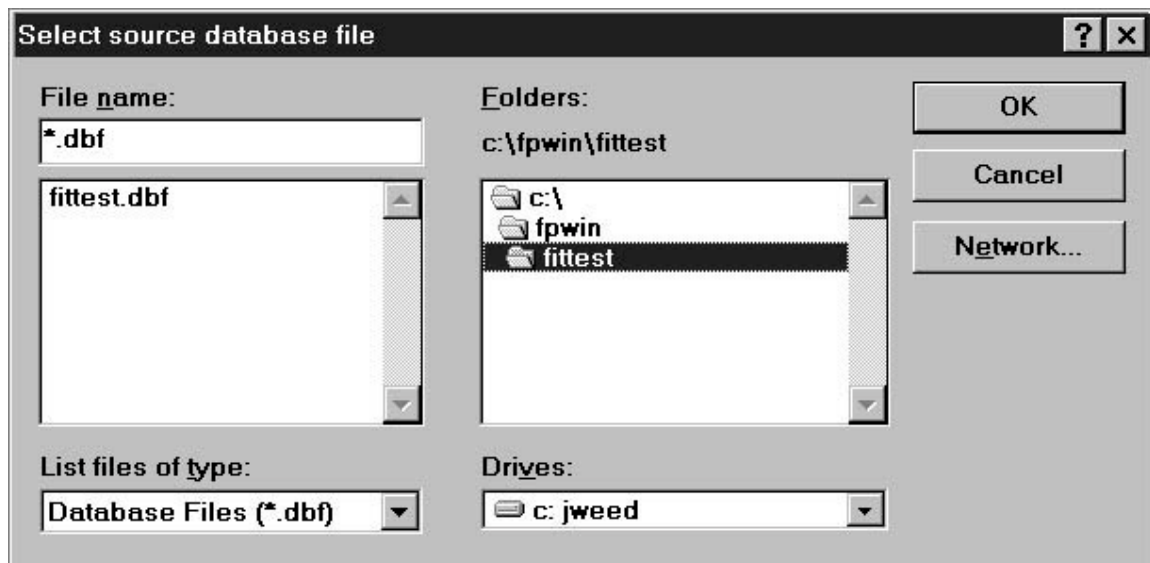 Select source database file
File name:
*.dbf
fittest.dbf
List files of type:
Database Files (*.dbf)
Folders:
c:\fpwin\fittest
c:\
fpwin
fittest
Drives:
c: jweed
OK
Cancel
Network...